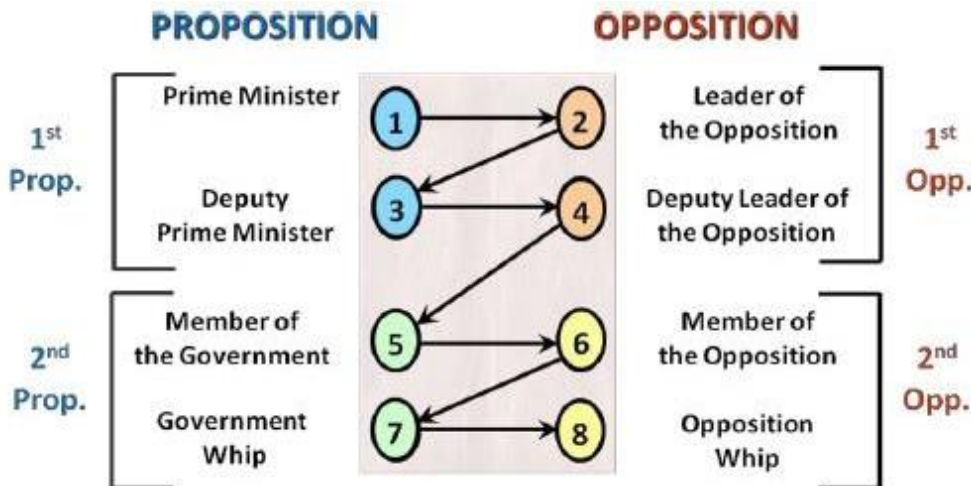 PROPOSITION
OPPOSITION
1st
Prop.
Prime Minister
1
2
Leader of
the Opposition
1st
Opp.
Deputy
Prime Minister
3
4
Deputy Leader of
the Opposition
2nd
Prop.
Member of
the Government
5
6
Member of
the Opposition
2nd
Opp.
Government
Whip
7
8
Opposition
Whip